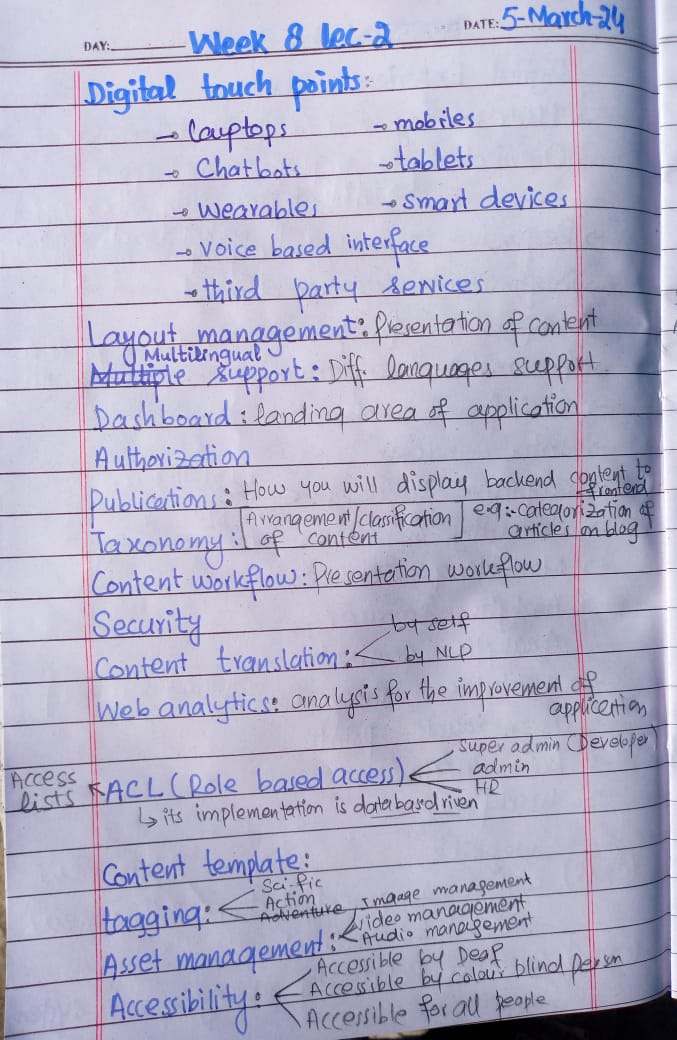 DAY: Week 8 lec-2 DATE: 5-March-24
Digital touch points:-
→ lauptops → mobiles
→ Chatbots → tablets
→ Wearables → smart devices
→ Voice based interface
→ third party services
Layout management: Presentation of content
Multilingual
Multiple support: Diff. languages support
Dashboard: landing area of application
Authorization
Publications: How you will display backend content to
frontend
Taxonomy: [Arrangement/classification] e.g:- categorization of
of content articles on blog
Content workflow: Presentation workflow
Security
by self
Content translation: by NLP
Web analytics: analysis for the improvement of
application
Super admin (Developer)
Access ACL (Role based access) admin
lists HR
↳ its implementation is databasedriven
Content template:
Sci-fic
Action
tagging: Adventure Image management
Video management
Asset management: Audio management
Accessible by Deaf
Accessible by colour blind person
Accessibility:
Accessible for all people